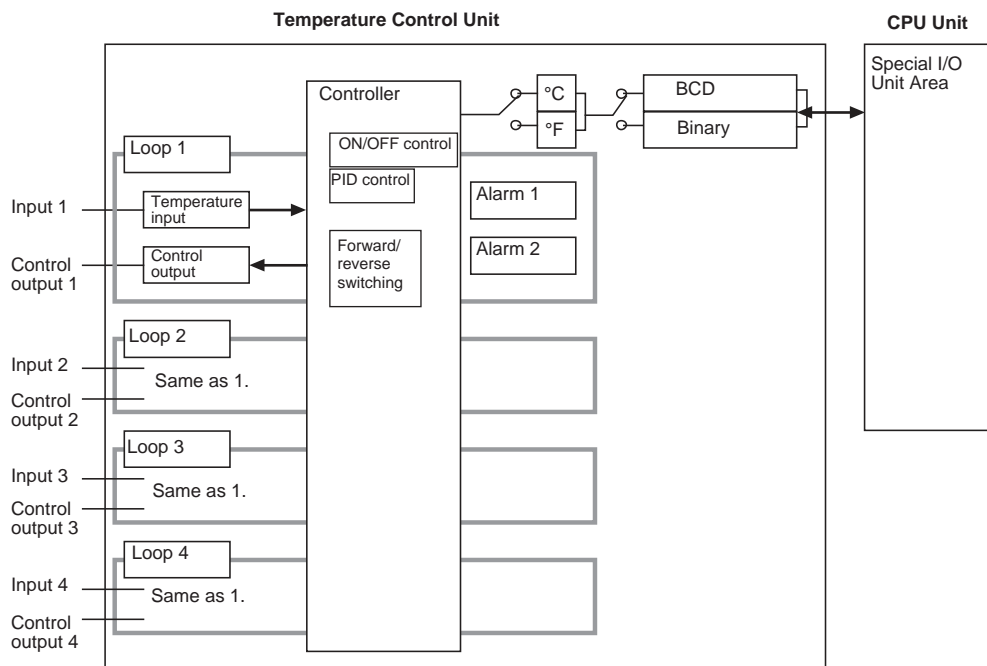 Temperature Control Unit
CPU Unit
Controller
°C
°F
BCD
Binary
Special I/O
Unit Area
Loop 1
ON/OFF control
PID control
Input 1
Temperature
input
Alarm 1
Control
output 1
Control
output
Forward/
reverse
switching
Alarm 2
Loop 2
Input 2
Same as 1.
Control
output 2
Loop 3
Input 3
Same as 1.
Control
output 3
Loop 4
Input 4
Same as 1.
Control
output 4